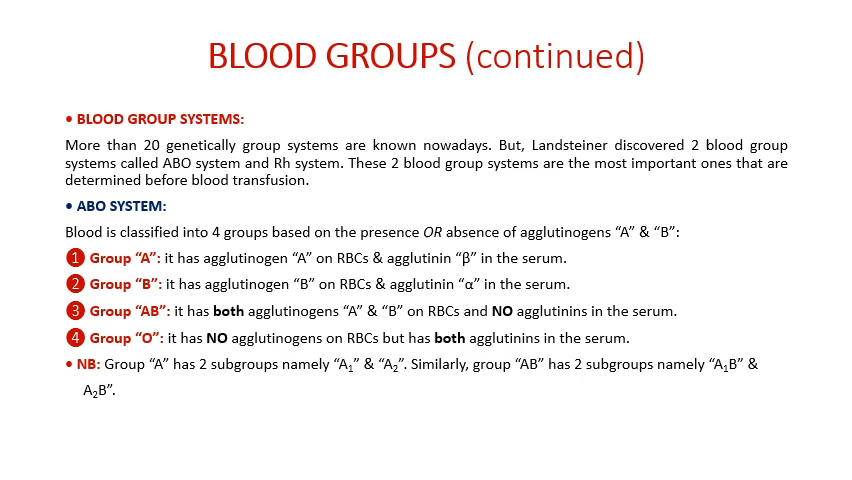 BLOOD GROUPS (continued)
• BLOOD GROUP SYSTEMS:
More than 20 genetically group systems are known nowadays. But, Landsteiner discovered 2 blood group
systems called ABO system and Rh system. These 2 blood group systems are the most important ones that are
determined before blood transfusion.
• ABO SYSTEM:
Blood is classified into 4 groups based on the presence OR absence of agglutinogens “A” & “B”:
❶ Group “A”: it has agglutinogen “A” on RBCs & agglutinin “β” in the serum.
❷ Group “B”: it has agglutinogen “B” on RBCs & agglutinin “α” in the serum.
❸ Group “AB”: it has both agglutinogens “A” & “B” on RBCs and NO agglutinins in the serum.
❹ Group “O”: it has NO agglutinogens on RBCs but has both agglutinins in the serum.
• NB: Group “A” has 2 subgroups namely “A₁” & “A₂”. Similarly, group “AB” has 2 subgroups namely “A₁B” &
A₂B”.